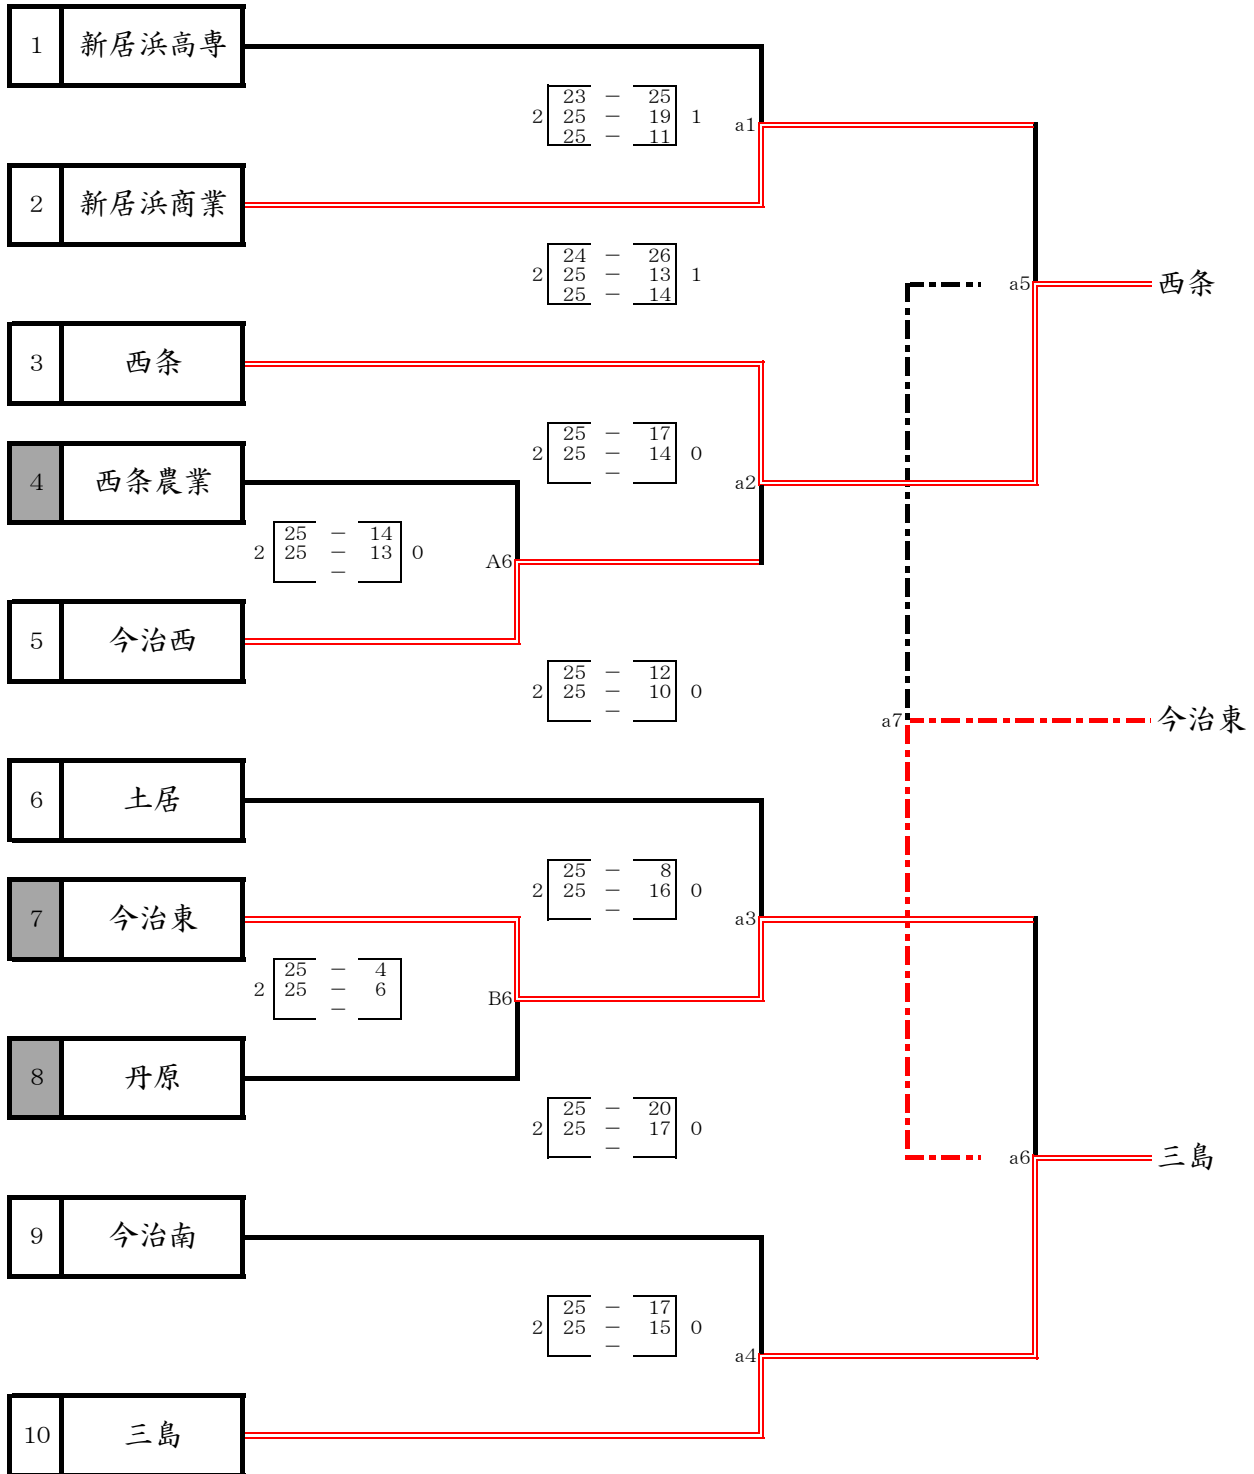 1 新居浜高専
23 － 25
2 25 － 19 1
25 － 11
a1
2 新居浜商業
24 － 26
2 25 － 13 1
25 － 14
a5 西条
3 西条
25 － 17
2 25 － 14 0
－
a2
4 西条農業
25 － 14
2 25 － 13 0
－
A6
5 今治西
25 － 12
2 25 － 10 0
－
a7 今治東
6 土居
25 － 8
2 25 － 16 0
－
a3
7 今治東
25 － 4
2 25 － 6
－
B6
8 丹原
25 － 20
2 25 － 17 0
－
a6 三島
9 今治南
25 － 17
2 25 － 15 0
－
a4
10 三島